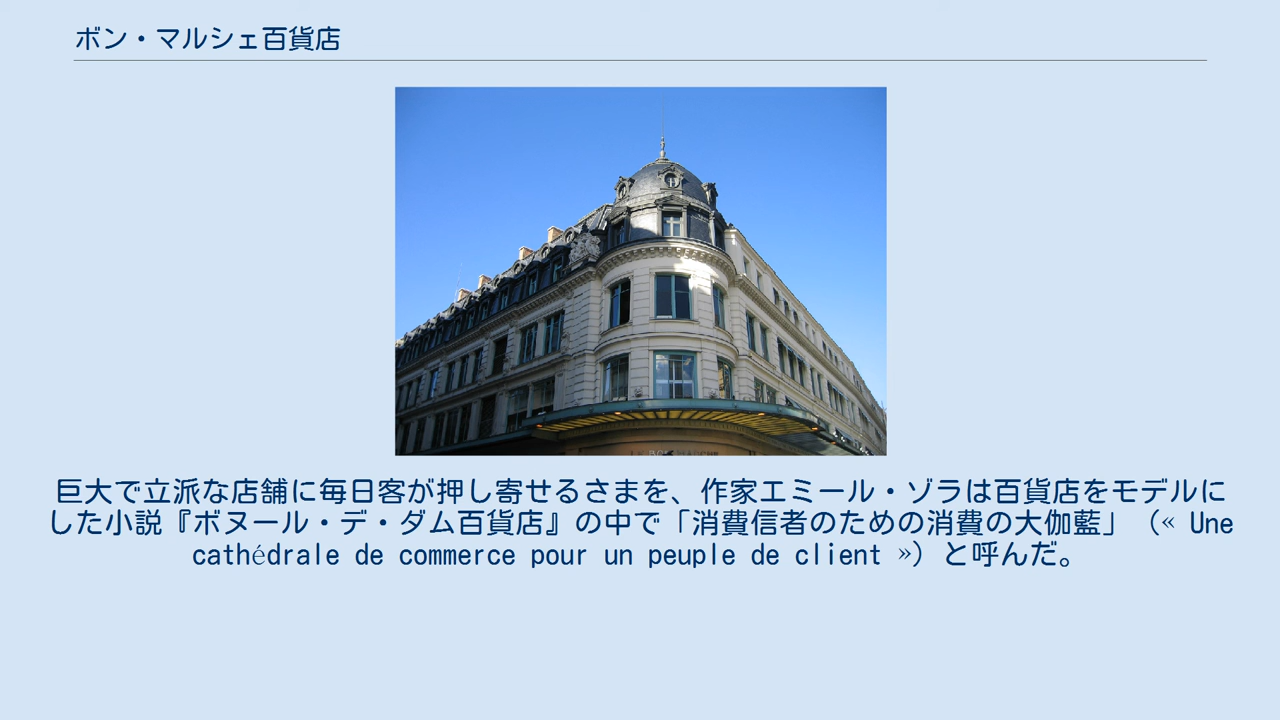 ボン・マルシェ百貨店
巨大で立派な店舗に毎日客が押し寄せるさまを、作家エミール・ゾラは百貨店をモデルに
した小説『ボヌール・デ・ダム百貨店』の中で「消費信者のための消費の大伽藍」（« Une
cathédrale de commerce pour un peuple de client »）と呼んだ。